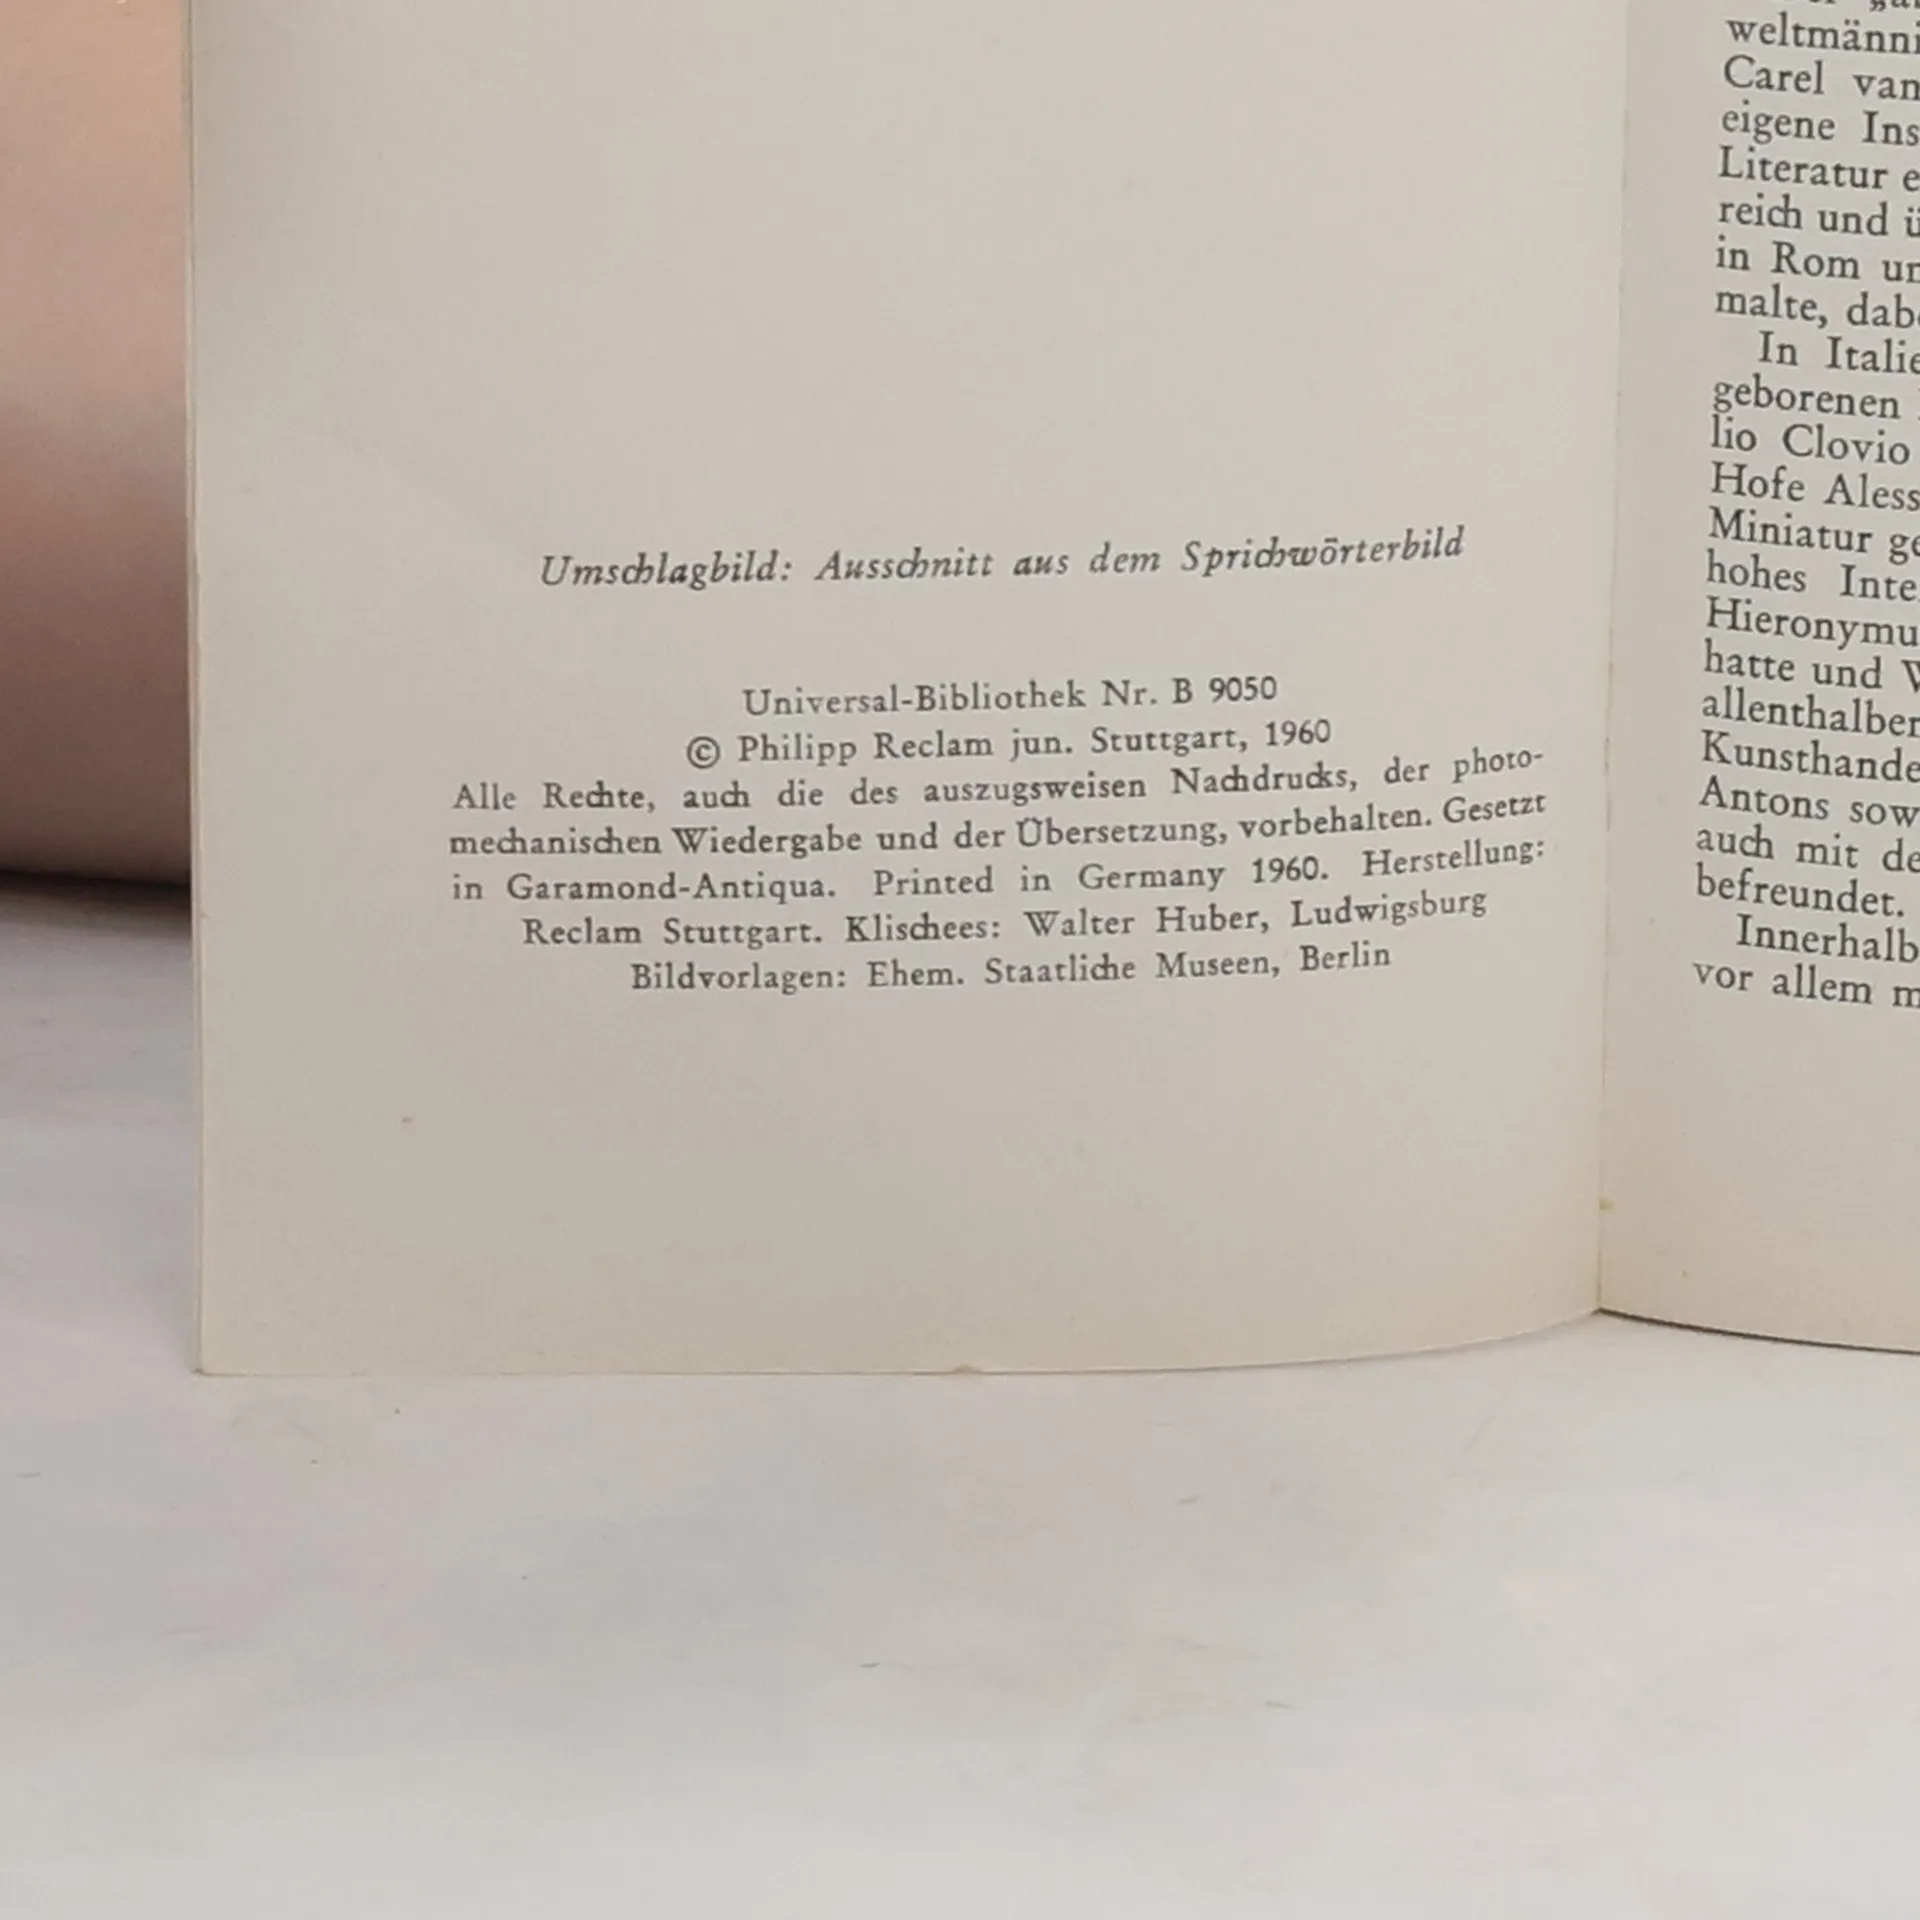 Umschlagbild: Ausschnitt aus dem Sprichwörterbild
Universal-Bibliothek Nr. B 9050
© Philipp Reclam jun. Stuttgart, 1960
Alle Rechte, auch die des auszugsweisen Nachdrucks, der photo-
mechanischen Wiedergabe und der Übersetzung, vorbehalten. Gesetzt
in Garamond-Antiqua. Printed in Germany 1960. Herstellung:
Reclam Stuttgart. Klischees: Walter Huber, Ludwigsburg
Bildvorlagen: Ehem. Staatliche Museen, Berlin
weltmänni
Carel van
eigene Ins
Literatur e
reich und ü
in Rom un
malte, dab
In Italie
geborenen
lio Clovio
Hofe Aless
Miniatur ge
hohes Inte
Hieronymu
hatte und W
allenthalben
Kunsthande
Antons sow
auch mit de
befreundet.
Innerhalb
vor allem m